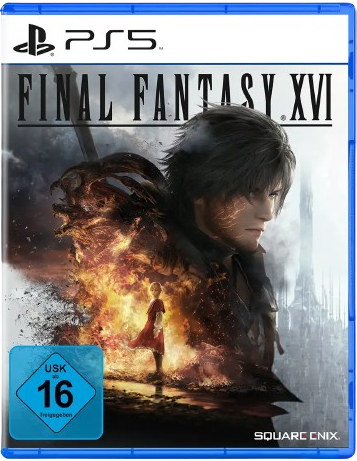 PS5
FINAL FANTASY XVI
USK
ab
16
freigegeben
SQUARE ENIX